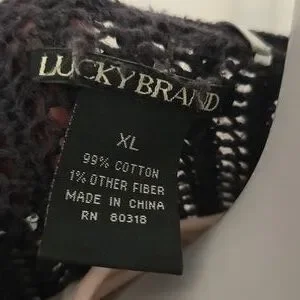 LUCKY BRAND
XL
99% COTTON
1% OTHER FIBER
MADE IN CHINA
RN 80318